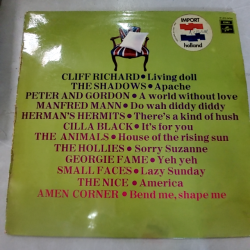 IMPORT
holland
CLIFF RICHARD • Living doll
THE SHADOWS • Apache
PETER AND GORDON • A world without love
MANFRED MANN • Do wah diddy diddy
HERMAN'S HERMITS • There's a kind of hush
CILLA BLACK • It's for you
THE ANIMALS • House of the rising sun
THE HOLLIES • Sorry Suzanne
GEORGIE FAME • Yeh yeh
SMALL FACES • Lazy Sunday
THE NICE • America
AMEN CORNER • Bend me, shape me